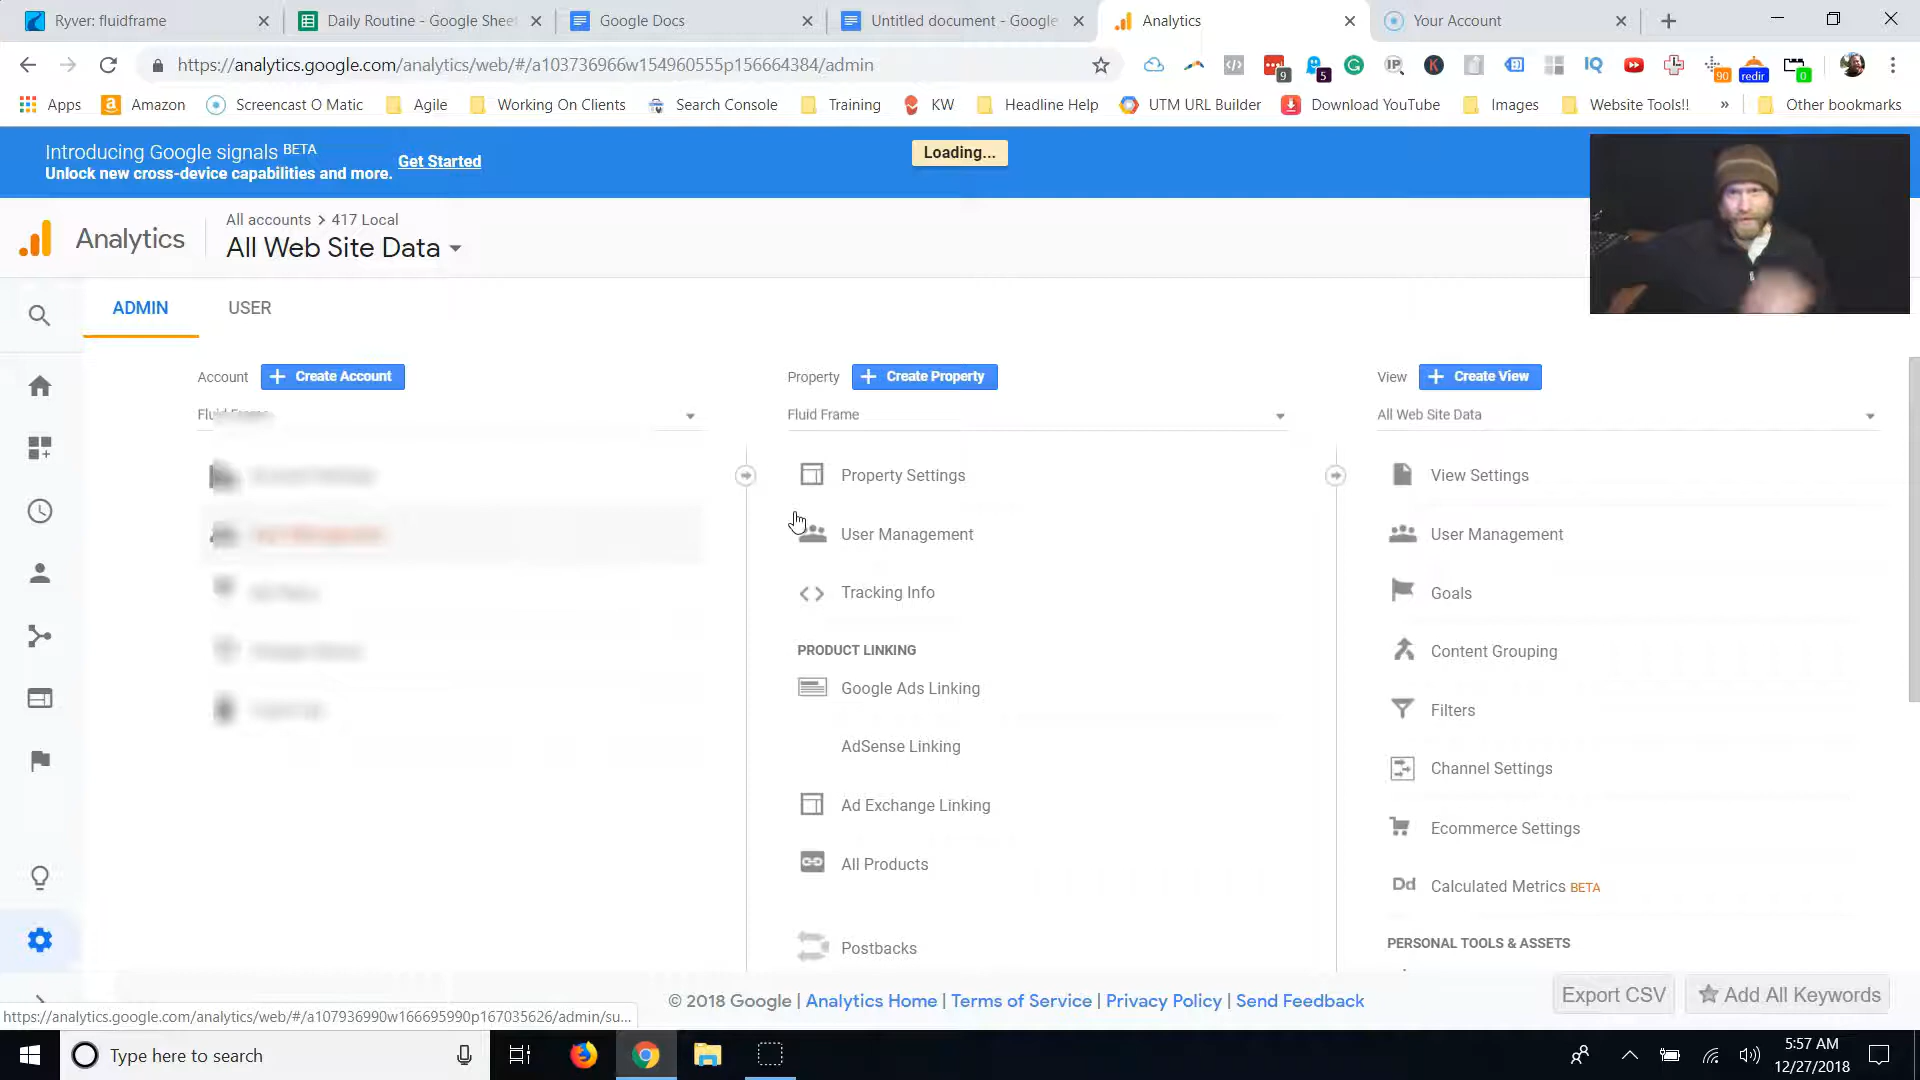 Ryver: fluidframe
Daily Routine - Google Sheet
Google Docs
Untitled document - Google
Analytics
Your Account
https://analytics.google.com/analytics/web/#/a103736966w154960555p156664384/admin
9
5
IP
K
IQ
90
redir
0
Apps
Amazon
Screencast O Matic
Agile
Working On Clients
Search Console
Training
KW
Headline Help
UTM URL Builder
Download YouTube
Images
Website Tools!!
»
Other bookmarks
Introducing Google signals BETA
Unlock new cross-device capabilities and more.
Get Started
Loading...
Analytics
All accounts > 417 Local
All Web Site Data
ADMIN
USER
Account
+ Create Account
Property
+ Create Property
View
+ Create View
Fluid Frame
All Web Site Data
Property Settings
User Management
Tracking Info
PRODUCT LINKING
Google Ads Linking
AdSense Linking
Ad Exchange Linking
All Products
Postbacks
View Settings
User Management
Goals
Content Grouping
Filters
Channel Settings
Ecommerce Settings
Dd Calculated Metrics BETA
PERSONAL TOOLS & ASSETS
© 2018 Google | Analytics Home | Terms of Service | Privacy Policy | Send Feedback
Export CSV
Add All Keywords
https://analytics.google.com/analytics/web/#/a107936990w166695990p167035626/admin/su...
Type here to search
5:57 AM
12/27/2018